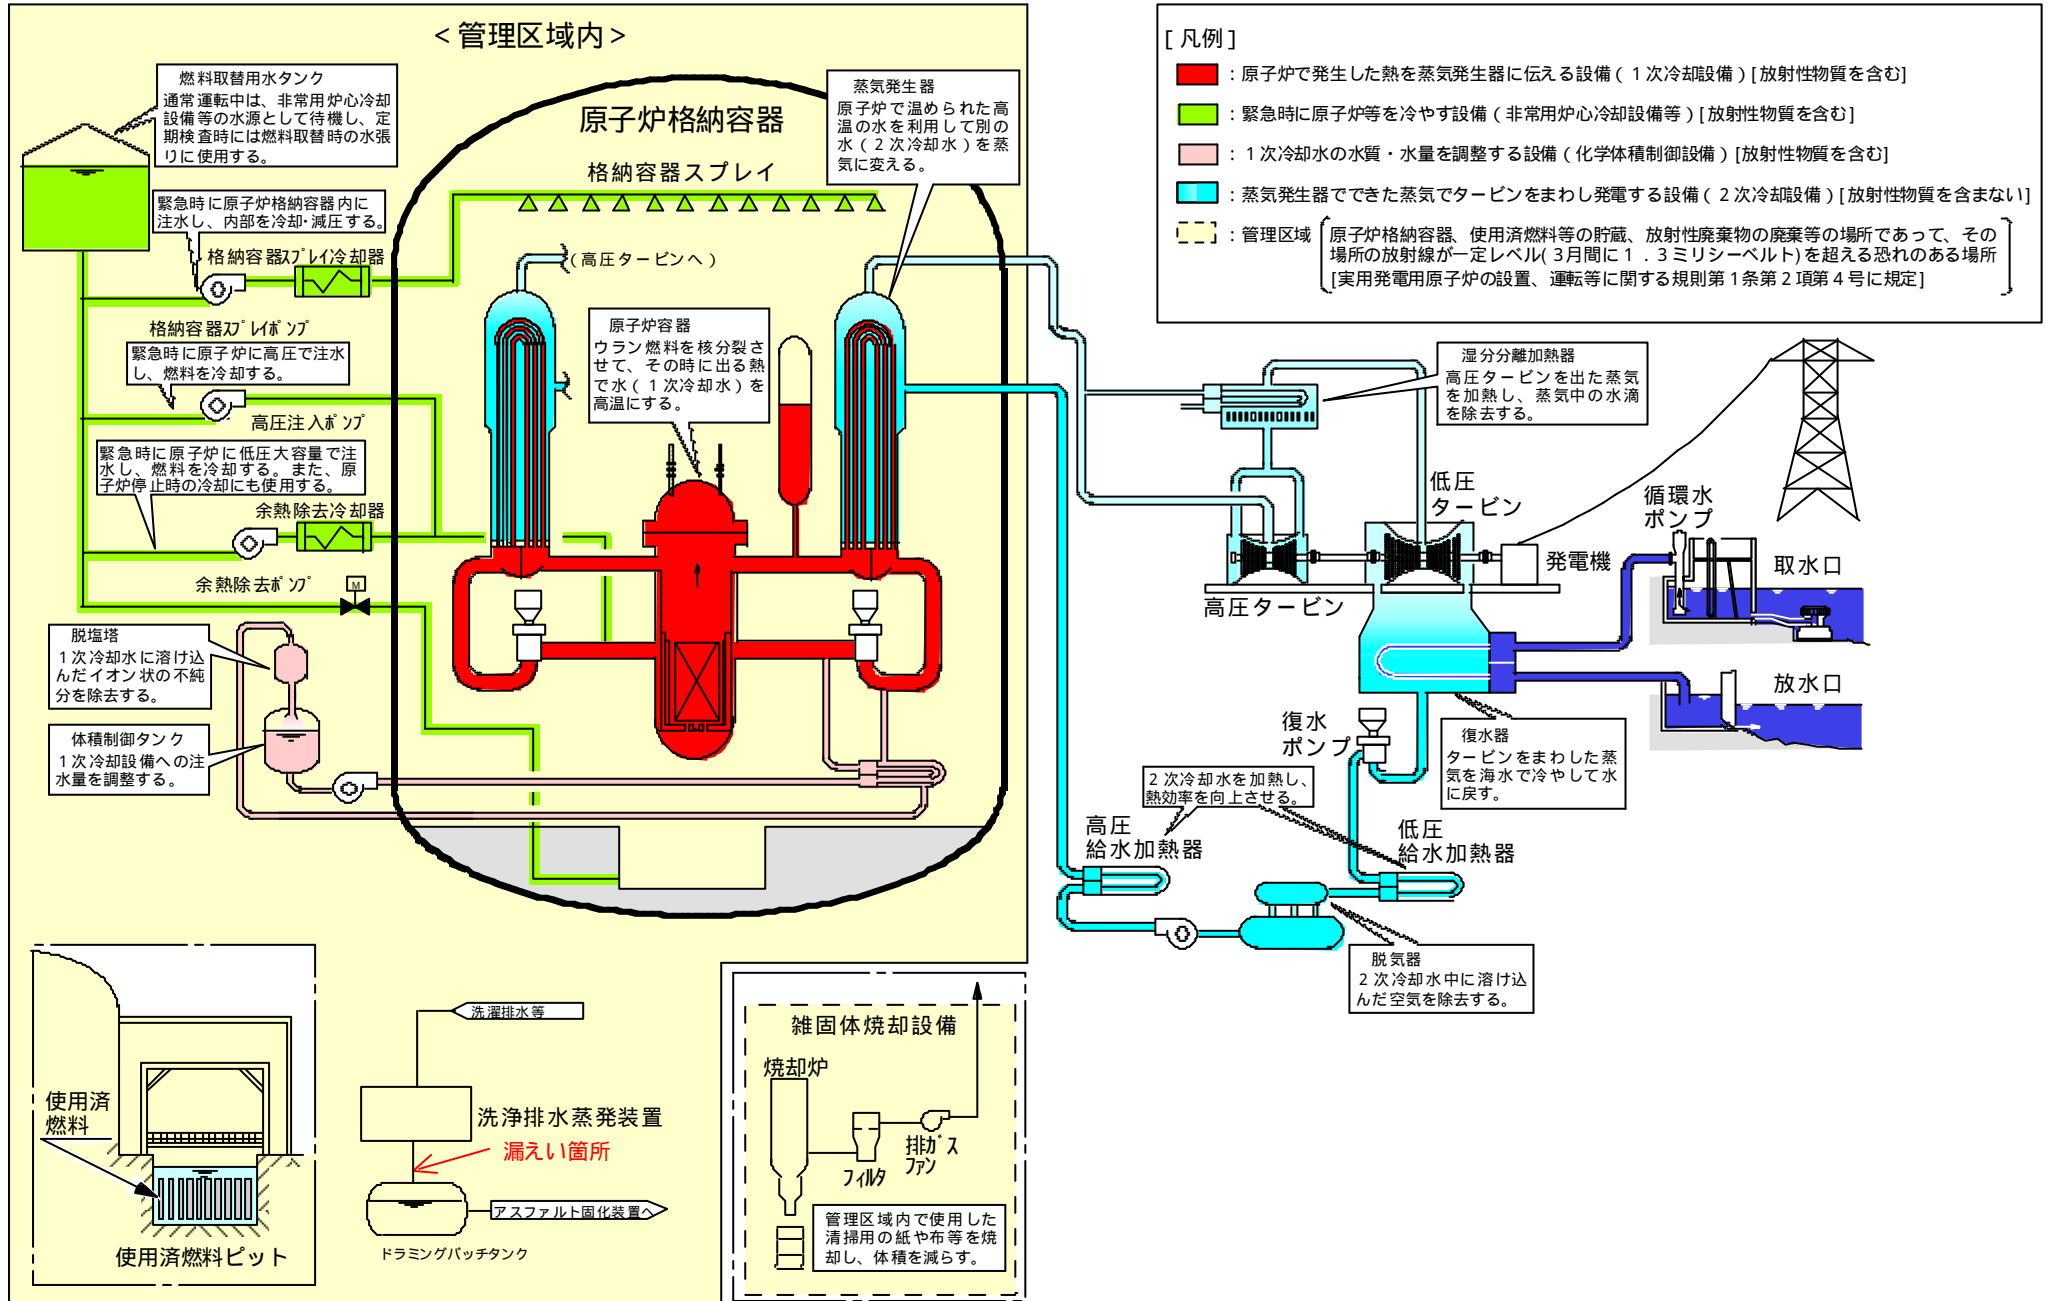 ＜管理区域内＞
燃料取替用水タンク
通常運転中は、非常用炉心冷却
設備等の水源として待機し、定
期検査時には燃料取替時の水張
りに使用する。
緊急時に原子炉格納容器内に
注水し、内部を冷却・減圧する。
格納容器スプレイ冷却器
格納容器スプレイポンプ
緊急時に原子炉に高圧で注水
し、燃料を冷却する。
高圧注入ポンプ
緊急時に原子炉に低圧大容量で注
水し、燃料を冷却する。また、原
子炉停止時の冷却にも使用する。
余熱除去冷却器
余熱除去ポンプ
M
脱塩塔
１次冷却水に溶け込
んだイオン状の不純
分を除去する。
体積制御タンク
１次冷却設備への注
水量を調整する。
原子炉格納容器
格納容器スプレイ
蒸気発生器
原子炉で温められた高
温の水を利用して別の
水（２次冷却水）を蒸
気に変える。
（高圧タービンへ）
原子炉容器
ウラン燃料を核分裂さ
せて、その時に出る熱
で水（１次冷却水）を
高温にする。
[凡例]
：原子炉で発生した熱を蒸気発生器に伝える設備（１次冷却設備）[放射性物質を含む]
：緊急時に原子炉等を冷やす設備（非常用炉心冷却設備等）[放射性物質を含む]
：１次冷却水の水質・水量を調整する設備（化学体積制御設備）[放射性物質を含む]
：蒸気発生器でできた蒸気でタービンをまわし発電する設備（２次冷却設備）[放射性物質を含まない]
：管理区域
原子炉格納容器、使用済燃料等の貯蔵、放射性廃棄物の廃棄等の場所であって、その
場所の放射線が一定レベル(３月間に１．３ミリシーベルト)を超える恐れのある場所
[実用発電用原子炉の設置、運転等に関する規則第１条第２項第４号に規定]
湿分分離加熱器
高圧タービンを出た蒸気
を加熱し、蒸気中の水滴
を除去する。
低圧
タービン
高圧タービン
発電機
循環水
ポンプ
取水口
放水口
復水
ポンプ
復水器
タービンをまわした蒸
気を海水で冷やして水
に戻す。
２次冷却水を加熱し、
熱効率を向上させる。
高圧
給水加熱器
低圧
給水加熱器
脱気器
２次冷却水中に溶け込
んだ空気を除去する。
使用済
燃料
使用済燃料ピット
洗濯排水等
洗浄排水蒸発装置
漏えい箇所
アスファルト固化装置へ
ドラミングバッチタンク
雑固体焼却設備
焼却炉
フィルタ
排ガス
ファン
管理区域内で使用した
清掃用の紙や布等を焼
却し、体積を減らす。